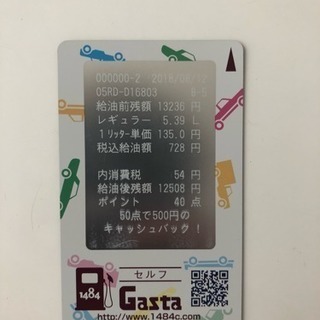 000000-2 2018/08/12
05RD-D16803 8-5
給油前残額 13236 円
レギュラー 5.39 L
1リッター単価 135.0 円
税込給油額 728 円
内消費税 54 円
給油後残額 12508 円
ポイント 40 点
50点で500円の
キャッシュバック!
セルフ
1484
Gasta
http://www.1484c.com